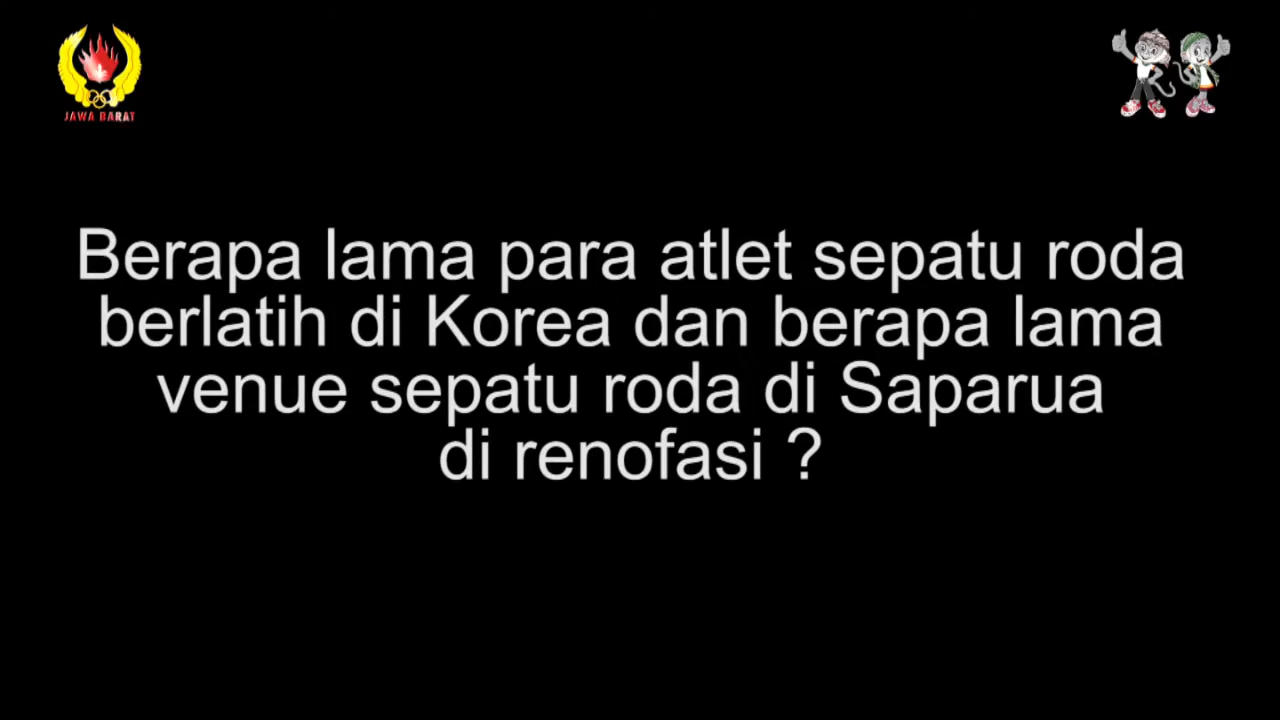 JAWA BARAT
Berapa lama para atlet sepatu roda
berlatih di Korea dan berapa lama
venue sepatu roda di Saparua
di renofasi ?